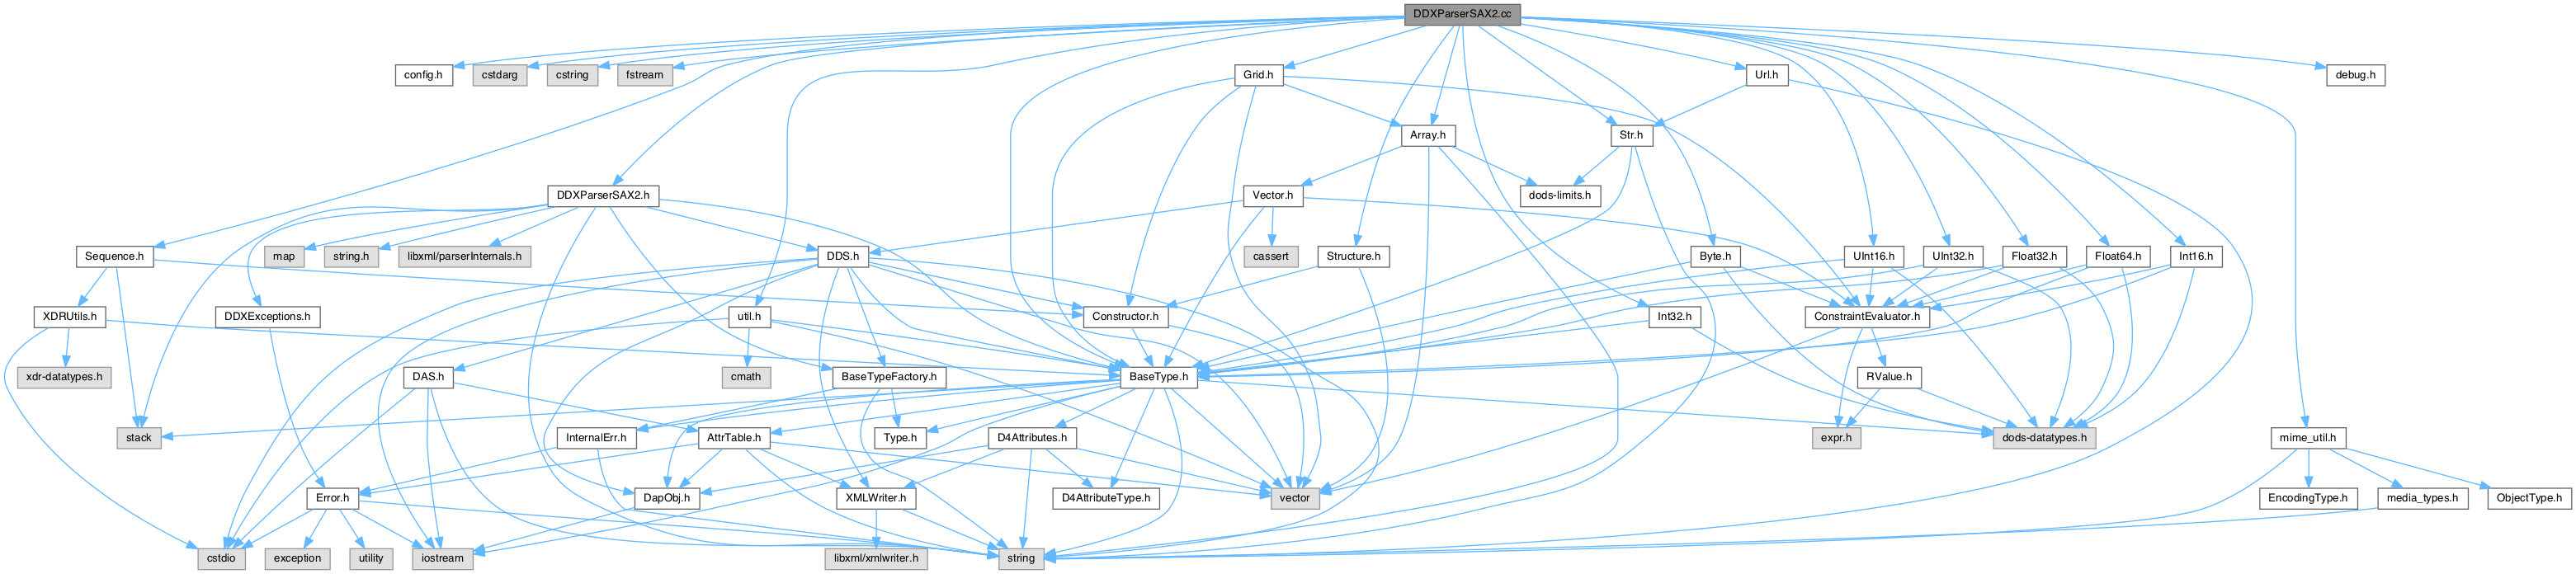 DDXParserSAX2.cc
config.h
cstdarg
cstring
fstream
Grid.h
Url.h
debug.h
Array.h
Str.h
DDXParserSAX2.h
Vector.h
dods-limits.h
Sequence.h
map
string.h
libxml/parserInternals.h
DDS.h
cassert
Structure.h
Byte.h
UInt16.h
UInt32.h
Float32.h
Float64.h
Int16.h
XDRUtils.h
DDXExceptions.h
util.h
Constructor.h
Int32.h
ConstraintEvaluator.h
xdr-datatypes.h
DAS.h
cmath
BaseTypeFactory.h
BaseType.h
RValue.h
stack
InternalErr.h
AttrTable.h
Type.h
D4Attributes.h
expr.h
dods-datatypes.h
mime_util.h
Error.h
DapObj.h
XMLWriter.h
D4AttributeType.h
vector
EncodingType.h
media_types.h
ObjectType.h
cstdio
exception
utility
iostream
libxml/xmlwriter.h
string